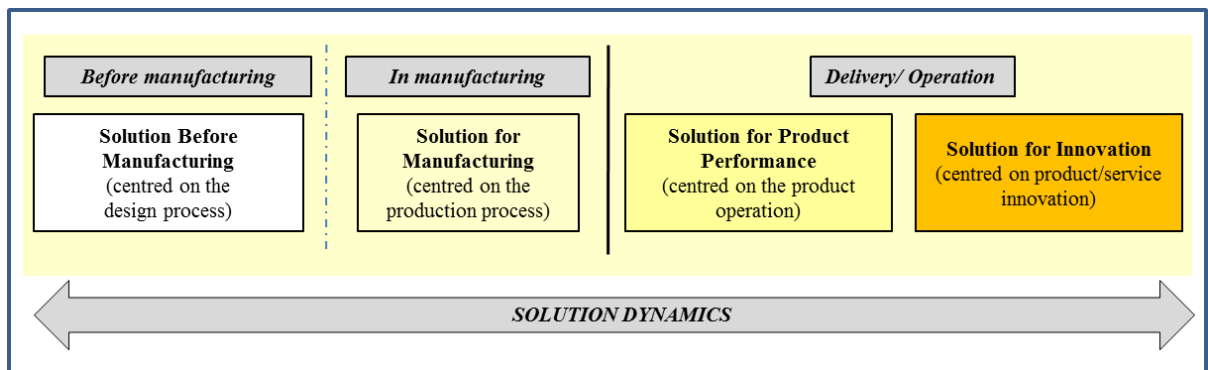 Before manufacturing
In manufacturing
Delivery/ Operation
Solution Before
Manufacturing
(centred on the
design process)
Solution for
Manufacturing
(centred on the
production process)
Solution for Product
Performance
(centred on the product
operation)
Solution for Innovation
(centred on product/service
innovation)
SOLUTION DYNAMICS